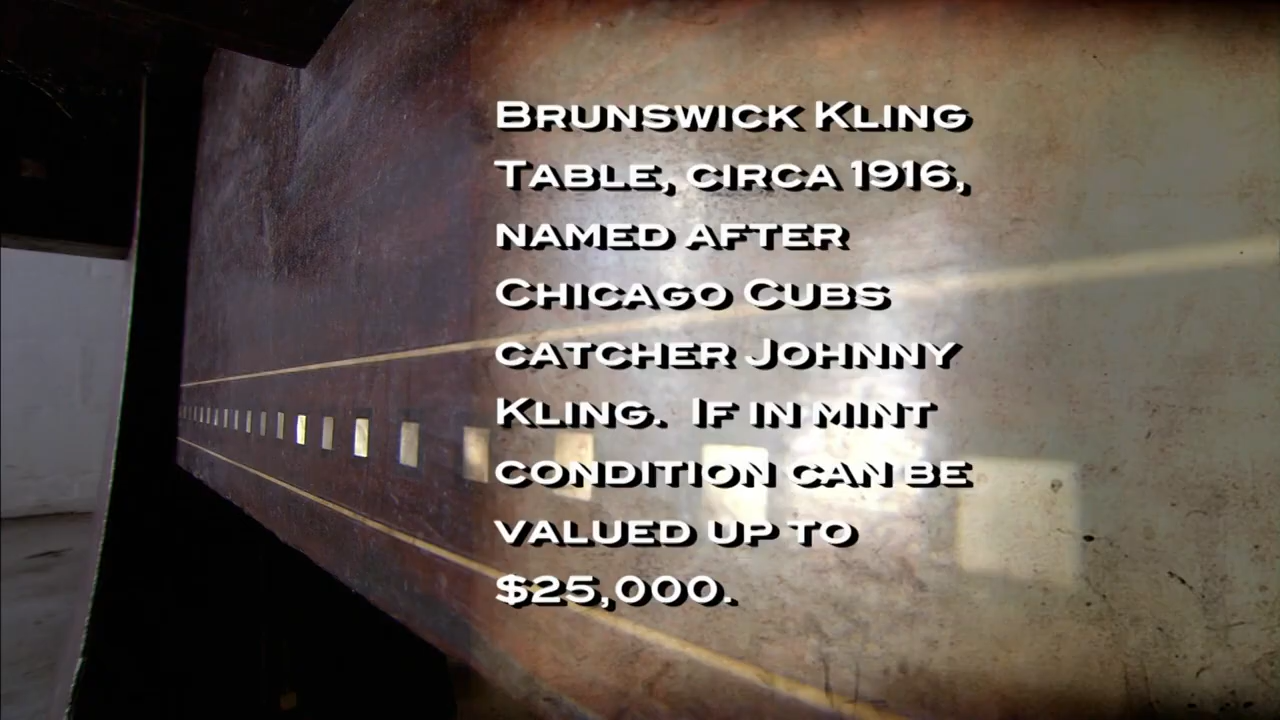 Brunswick Kling
Table, circa 1916,
named after
Chicago Cubs
catcher Johnny
Kling.  If in mint
condition can be
valued up to
$25,000.